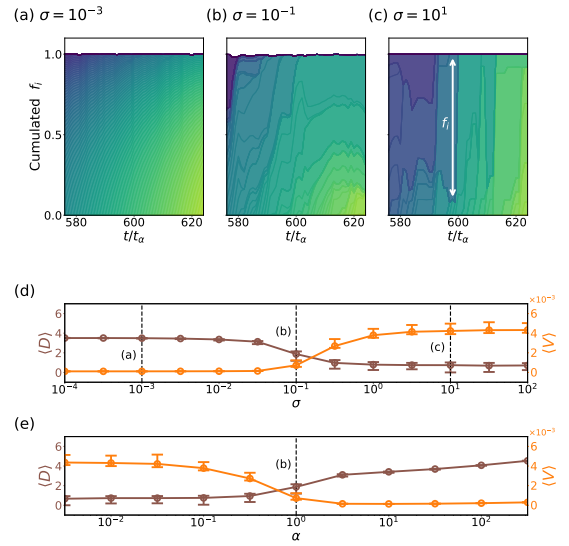 (a) σ = 10⁻³
(b) σ = 10⁻¹
(c) σ = 10¹
Cumulated fᵢ
1.0
0.5
0.0
fᵢ
580 600 620
580 600 620
580 600 620
t/tα
t/tα
t/tα
(d)
×10⁻³
⟨D⟩
6
4
2
0
(a)
(b)
(c)
6
4
2
0
⟨V⟩
10⁻⁴ 10⁻³ 10⁻² 10⁻¹ 10⁰ 10¹ 10²
σ
(e)
×10⁻³
⟨D⟩
6
4
2
0
(b)
6
4
2
0
⟨V⟩
10⁻² 10⁻¹ 10⁰ 10¹ 10²
α